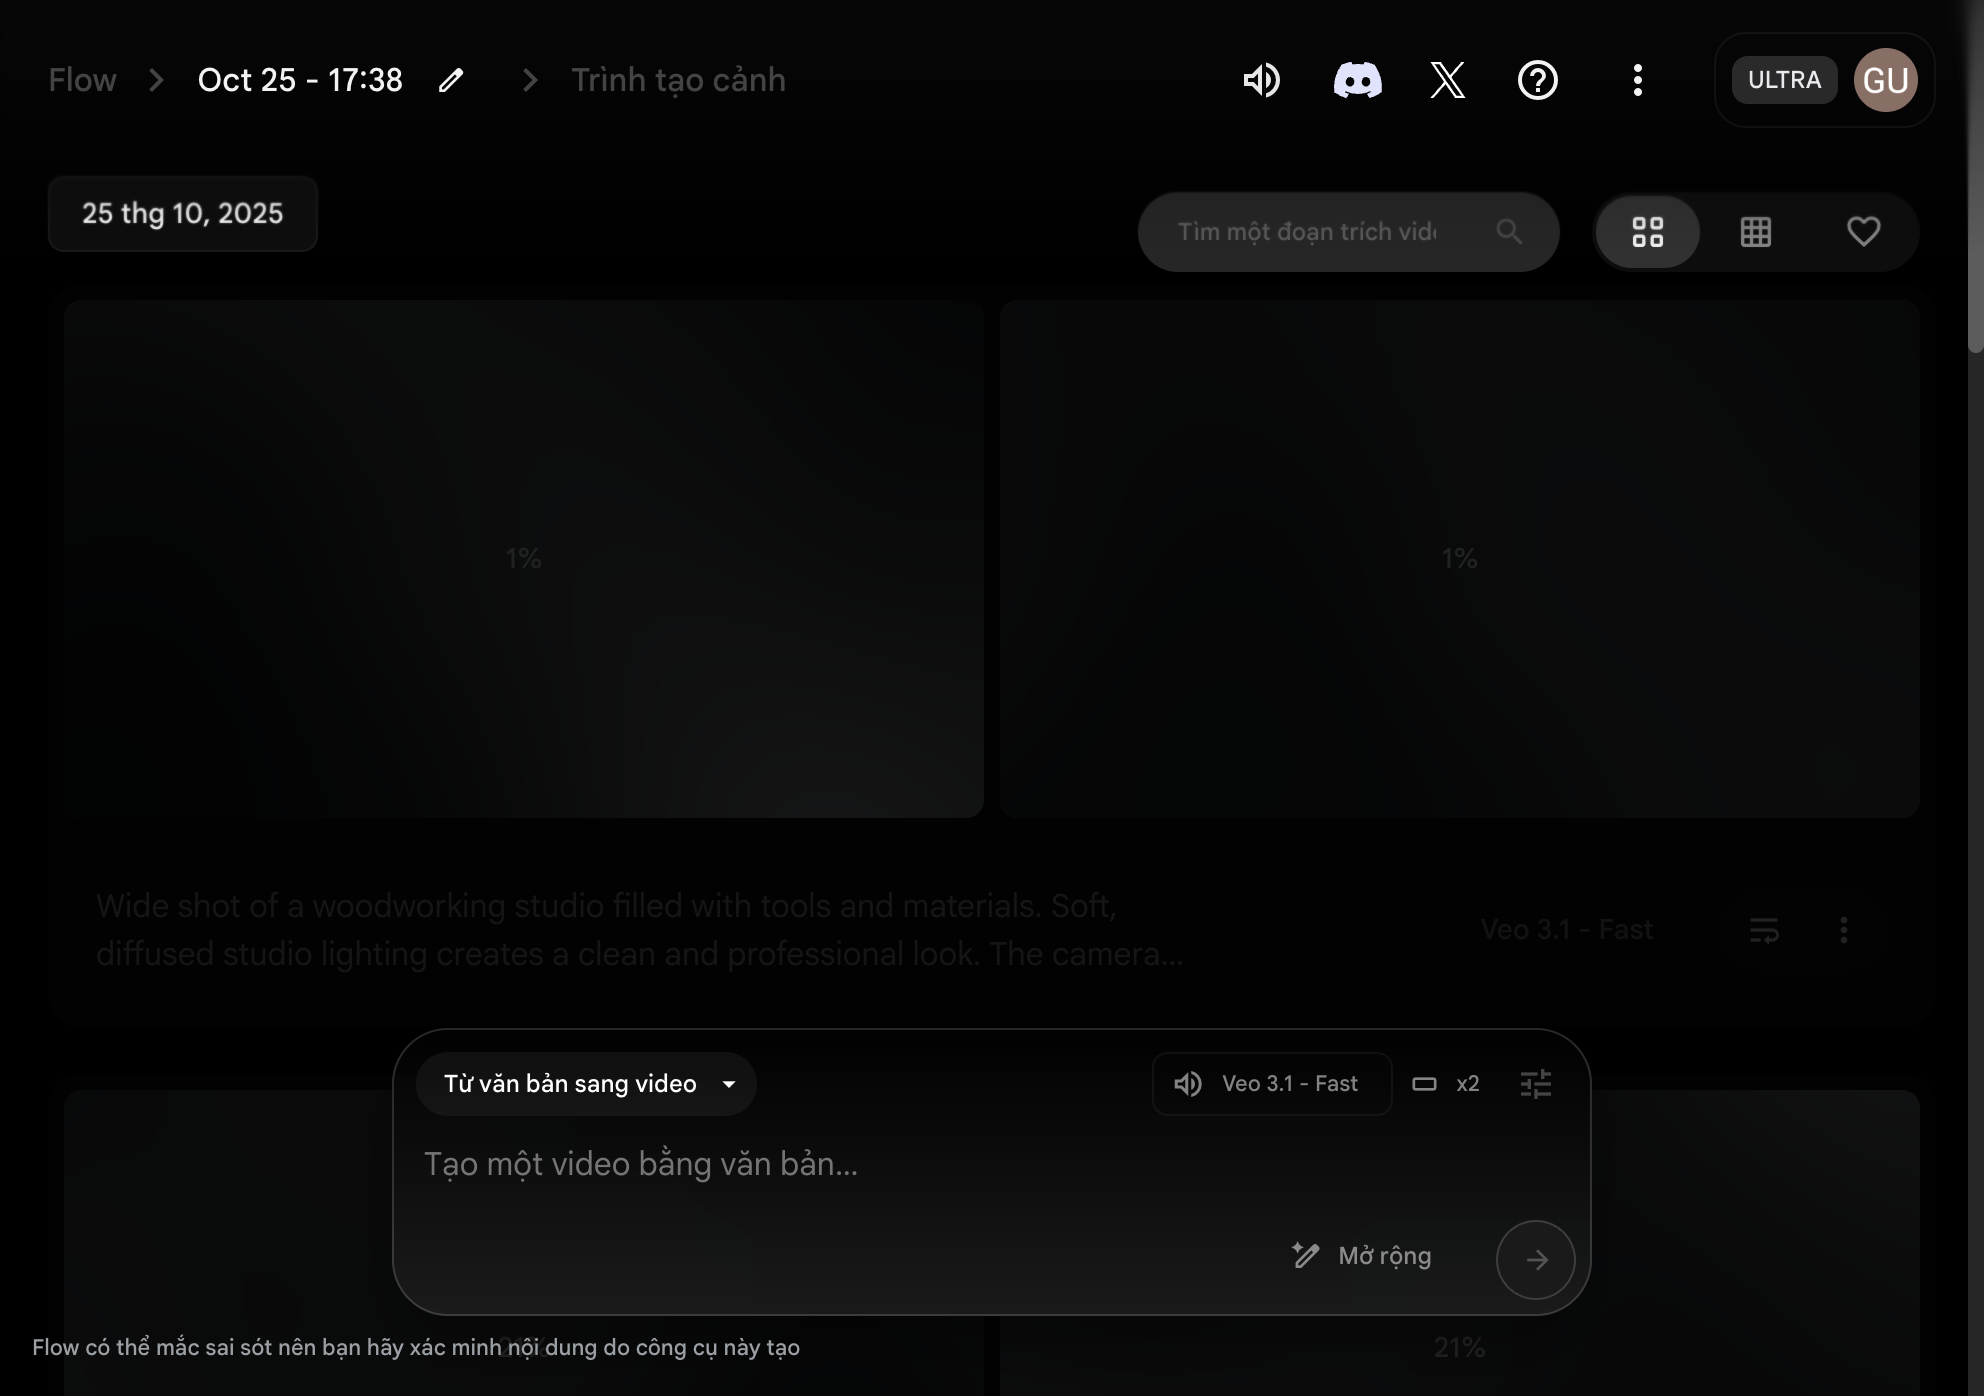 Flow
Oct 25 - 17:38
Trình tạo cảnh
ULTRA
GU
25 thg 10, 2025
Tìm một đoạn trích vide
1%
1%
Wide shot of a woodworking studio filled with tools and materials. Soft,
diffused studio lighting creates a clean and professional look. The camera...
Veo 3.1 - Fast
Từ văn bản sang video
Veo 3.1 - Fast
x2
Tạo một video bằng văn bản...
Mở rộng
Flow có thể mắc sai sót nên bạn hãy xác minh nội dung do công cụ này tạo
21%
21%